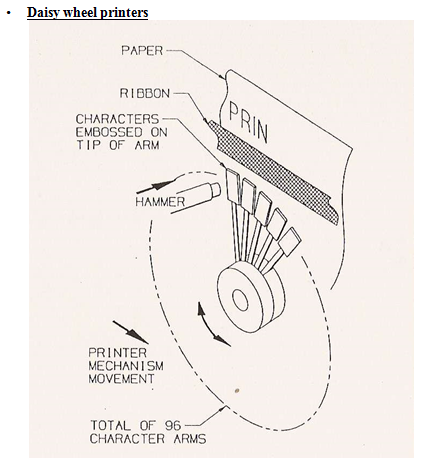 • Daisy wheel printers
PAPER
RIBBON
PRIN
CHARACTERS
EMBOSSED ON
TIP OF ARM
HAMMER
PRINTER
MECHANISM
MOVEMENT
TOTAL OF 96
CHARACTER ARMS